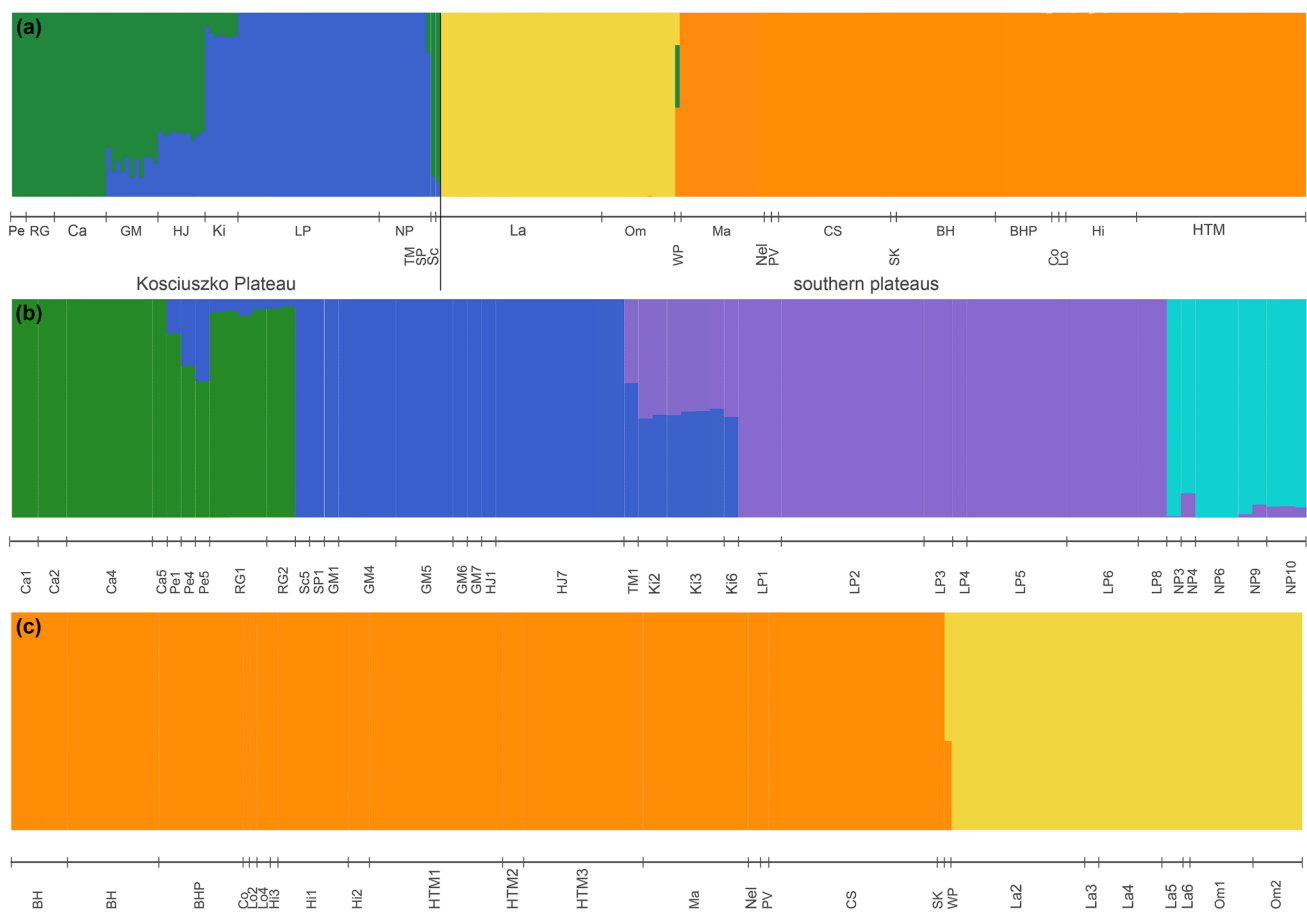 (a)
Pe RG Ca GM HJ Ki LP NP TM SP Sc La Om WP Ma Nel PV CS SK BH BHP Co Lo Hi HTM
Kosciuszko Plateau southern plateaus
(b)
Ca1 Ca2 Ca4 Ca5 Pe1 Pe4 Pe5 RG1 RG2 Sc5 SP1 GM1 GM4 GM5 GM6 GM7 HJ1 HJ7 TM1 Ki2 Ki3 Ki6 LP1 LP2 LP3 LP4 LP5 LP6 LP8 NP3 NP4 NP6 NP9 NP10
(c)
BH BH BHP Co Lo2 Lo4 Hi3 Hi1 Hi2 HTM1 HTM2 HTM3 Ma Nel PV CS SK WP La2 La3 La4 La5 La6 Om1 Om2